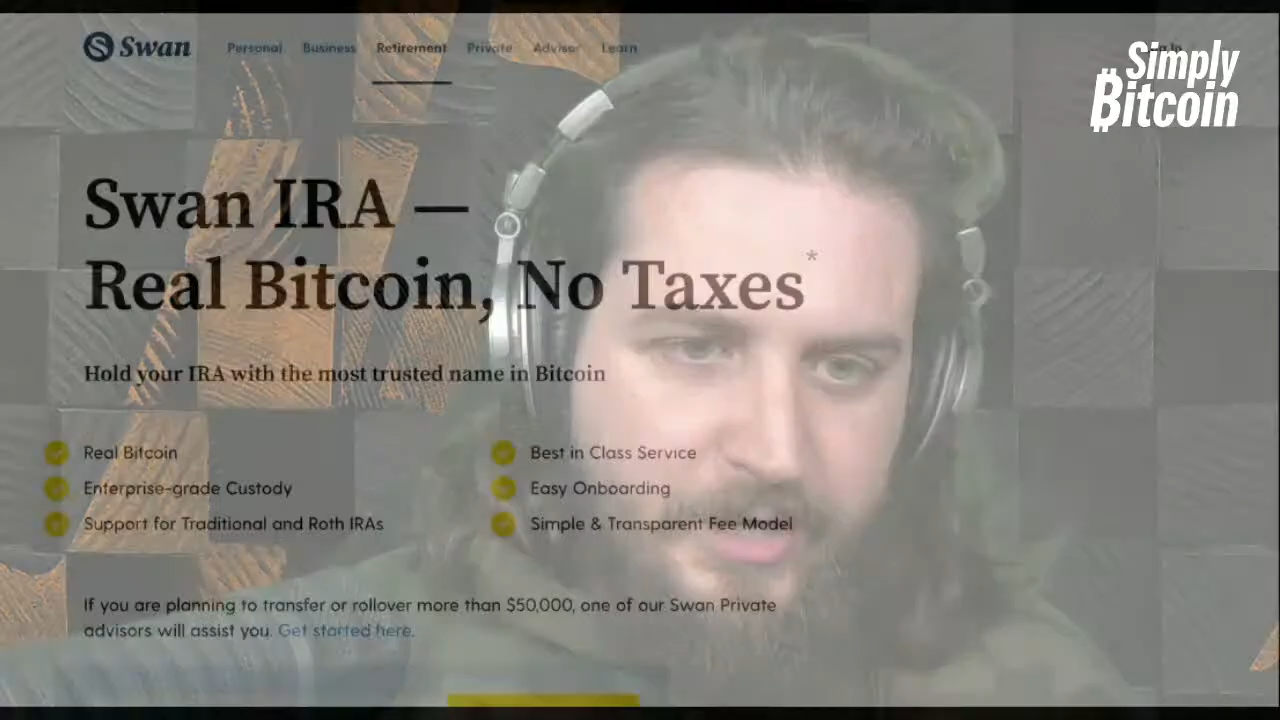 Swan
Personal Business Retirement Private Advisor Learn
Simply
Bitcoin
Swan IRA —
Real Bitcoin, No Taxes*
Hold your IRA with the most trusted name in Bitcoin
Real Bitcoin
Best in Class Service
Enterprise-grade Custody
Easy Onboarding
Support for Traditional and Roth IRAs
Simple & Transparent Fee Model
If you are planning to transfer or rollover more than $50,000, one of our Swan Private
advisors will assist you. Get started here.